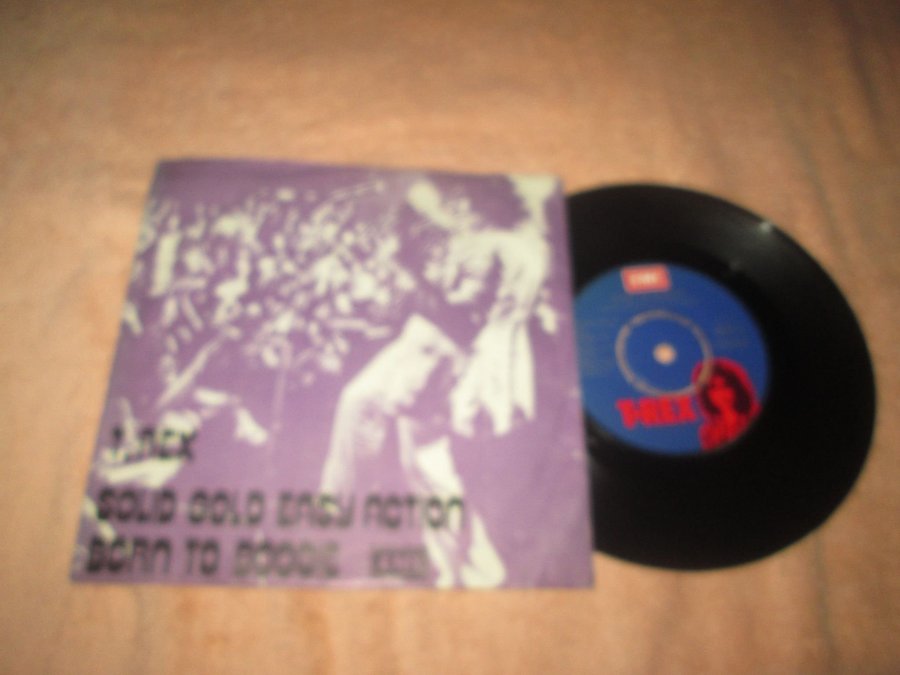 T.REX
SOLID GOLD EASY ACTION
BORN TO BOOGIE
EMI
T·REX